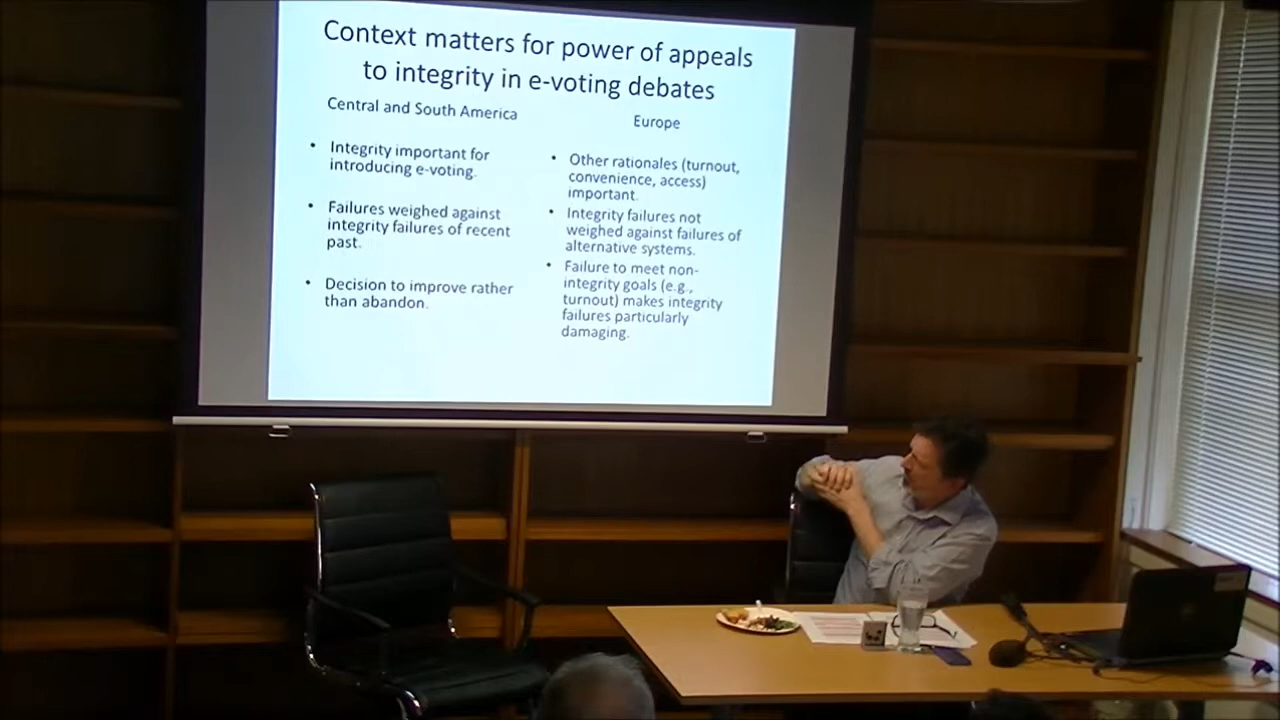 Context matters for power of appeals
to integrity in e-voting debates
Central and South America
• Integrity important for
introducing e-voting.
• Failures weighed against
integrity failures of recent
past.
• Decision to improve rather
than abandon.
Europe
• Other rationales (turnout,
convenience, access)
important.
• Integrity failures not
weighed against failures of
alternative systems.
• Failure to meet non-
integrity goals (e.g.,
turnout) makes integrity
failures particularly
damaging.